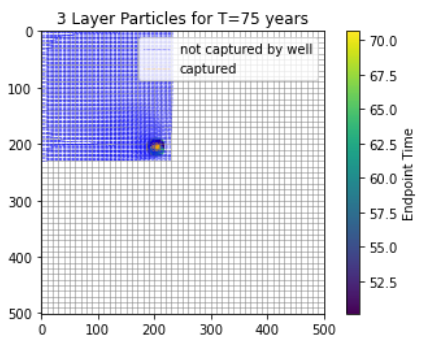 3 Layer Particles for T=75 years
0
100
200
300
400
500
0 100 200 300 400 500
not captured by well
captured
70.0
67.5
65.0
62.5
60.0
57.5
55.0
52.5
Endpoint Time